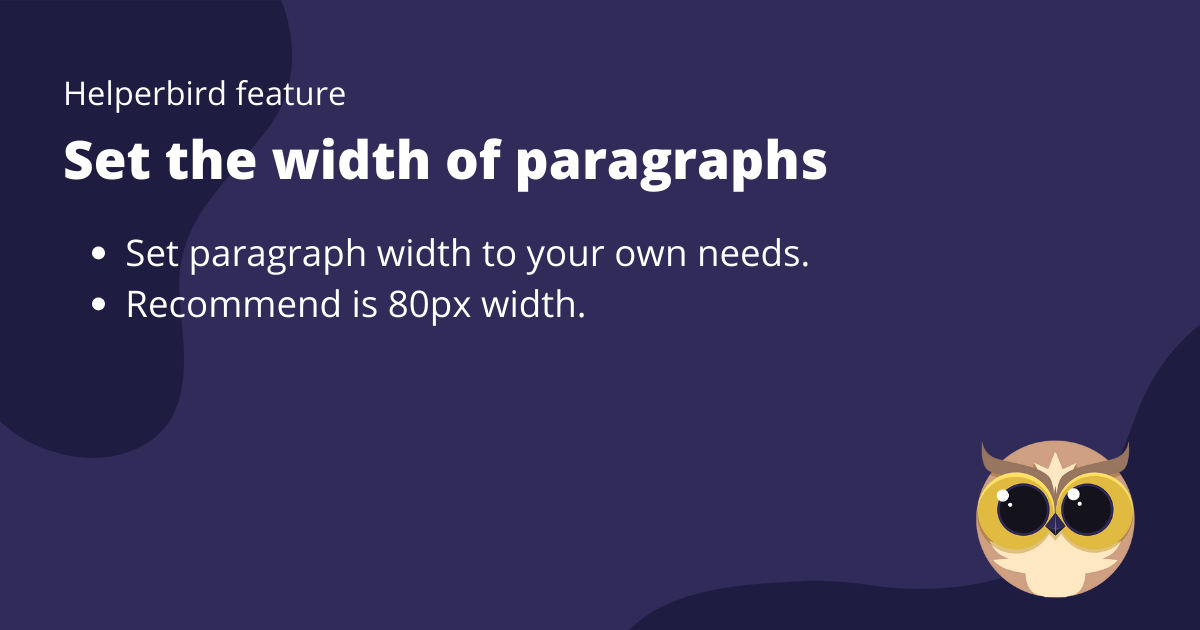 Helperbird feature
Set the width of paragraphs
• Set paragraph width to your own needs.
• Recommend is 80px width.